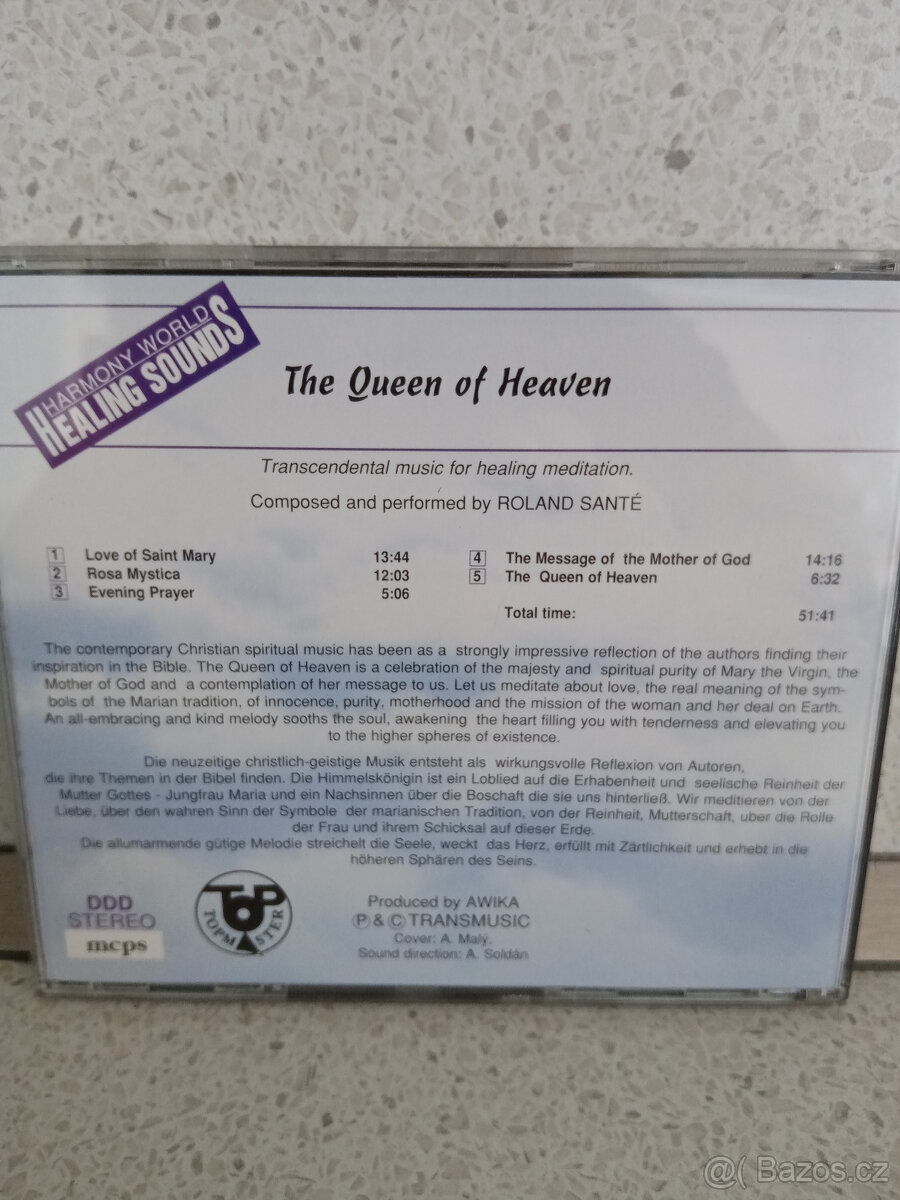 HARMONY WORLD
HEALING SOUNDS
The Queen of Heaven
Transcendental music for healing meditation.
Composed and performed by ROLAND SANTÉ
1 Love of Saint Mary 13:44
2 Rosa Mystica 12:03
3 Evening Prayer 5:06
4 The Message of the Mother of God 14:16
5 The Queen of Heaven 6:32
Total time: 51:41
The contemporary Christian spiritual music has been as a strongly impressive reflection of the authors finding their
inspiration in the Bible. The Queen of Heaven is a celebration of the majesty and spiritual purity of Mary the Virgin, the
Mother of God and a contemplation of her message to us. Let us meditate about love, the real meaning of the sym-
bols of the Marian tradition, of innocence, purity, motherhood and the mission of the woman and her deal on Earth.
An all-embracing and kind melody sooths the soul, awakening the heart filling you with tenderness and elevating you
to the higher spheres of existence.
Die neuzeitige christlich-geistige Musik entsteht als wirkungsvolle Reflexion von Autoren,
die ihre Themen in der Bibel finden. Die Himmelskönigin ist ein Loblied auf die Erhabenheit und seelische Reinheit der
Mutter Gottes - Jungfrau Maria und ein Nachsinnen über die Boschaft die sie uns hinterließ. Wir meditieren von der
Liebe, über den wahren Sinn der Symbole der marianischen Tradition, von der Reinheit, Mutterschaft, uber die Rolle
der Frau und ihrem Schicksal auf dieser Erde.
Die allumarmende gütige Melodie streichelt die Seele, weckt das Herz, erfüllt mit Zärtlichkeit und erhebt in die
höheren Sphären des Seins.
DDD
STEREO
mcps
TOP
TOPMASTER
Produced by AWIKA
Ⓟ & © TRANSMUSIC
Cover: A. Malý.
Sound direction: A. Soldán
@( Bazos.cz